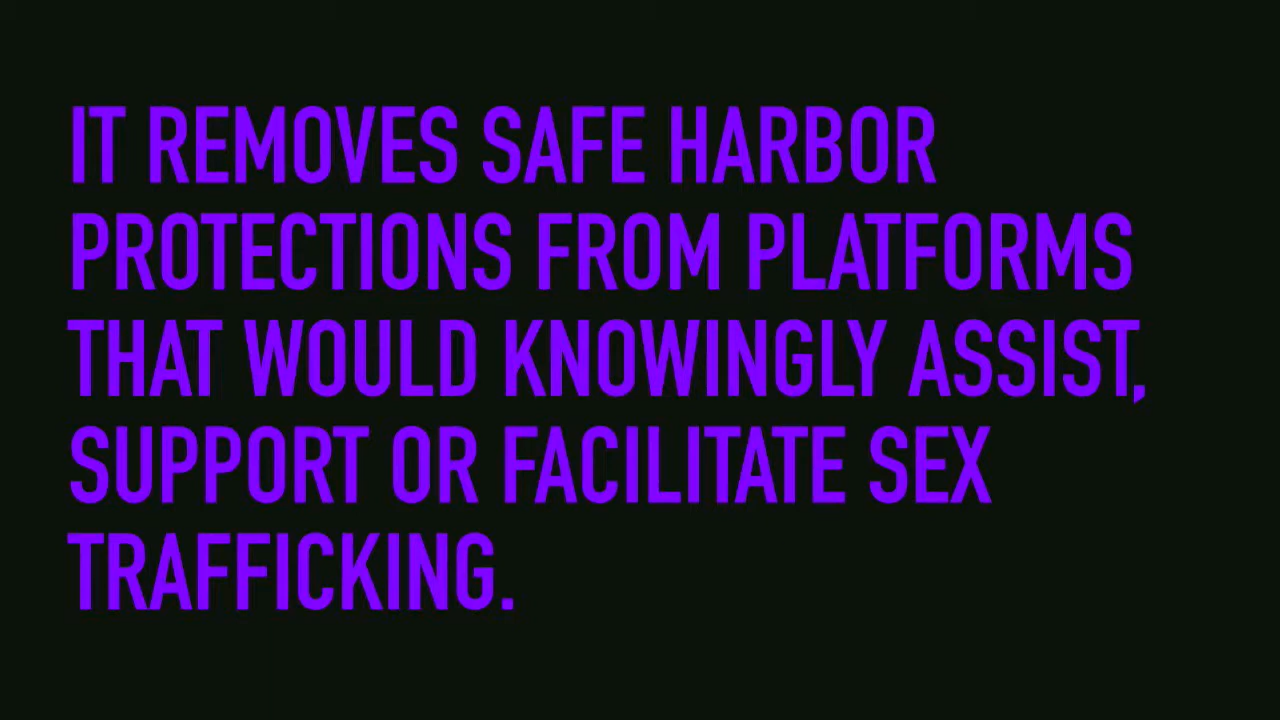 IT REMOVES SAFE HARBOR
PROTECTIONS FROM PLATFORMS
THAT WOULD KNOWINGLY ASSIST,
SUPPORT OR FACILITATE SEX
TRAFFICKING.